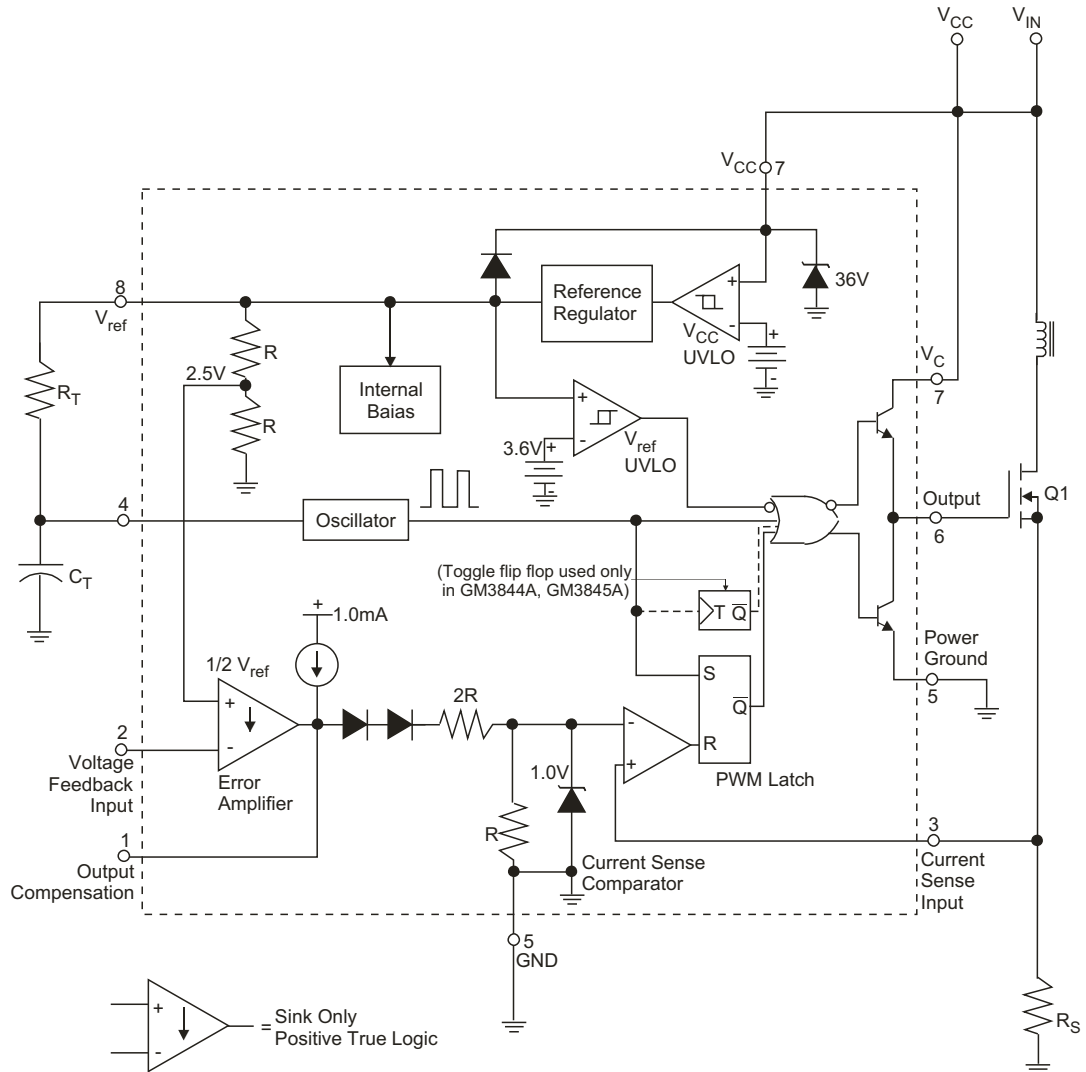 VCC
VIN
VCC 7
36V
8
Vref
Reference
Regulator
+
-
VCC
UVLO
+
-
R
2.5V
RT
R
Internal
Baias
VC
7
+
-
3.6V
+
-
Vref
UVLO
4
Oscillator
Output
6
Q1
CT
(Toggle flip flop used only
in GM3844A, GM3845A)
T Q
+
1.0mA
Power
Ground
5
1/2 Vref
S
Q
R
PWM Latch
2R
+
-
-
+
2
Voltage
Feedback
Input
Error
Amplifier
1.0V
R
1
Output
Compensation
Current Sense
Comparator
3
Current
Sense
Input
5
GND
+
-
= Sink Only
Positive True Logic
RS